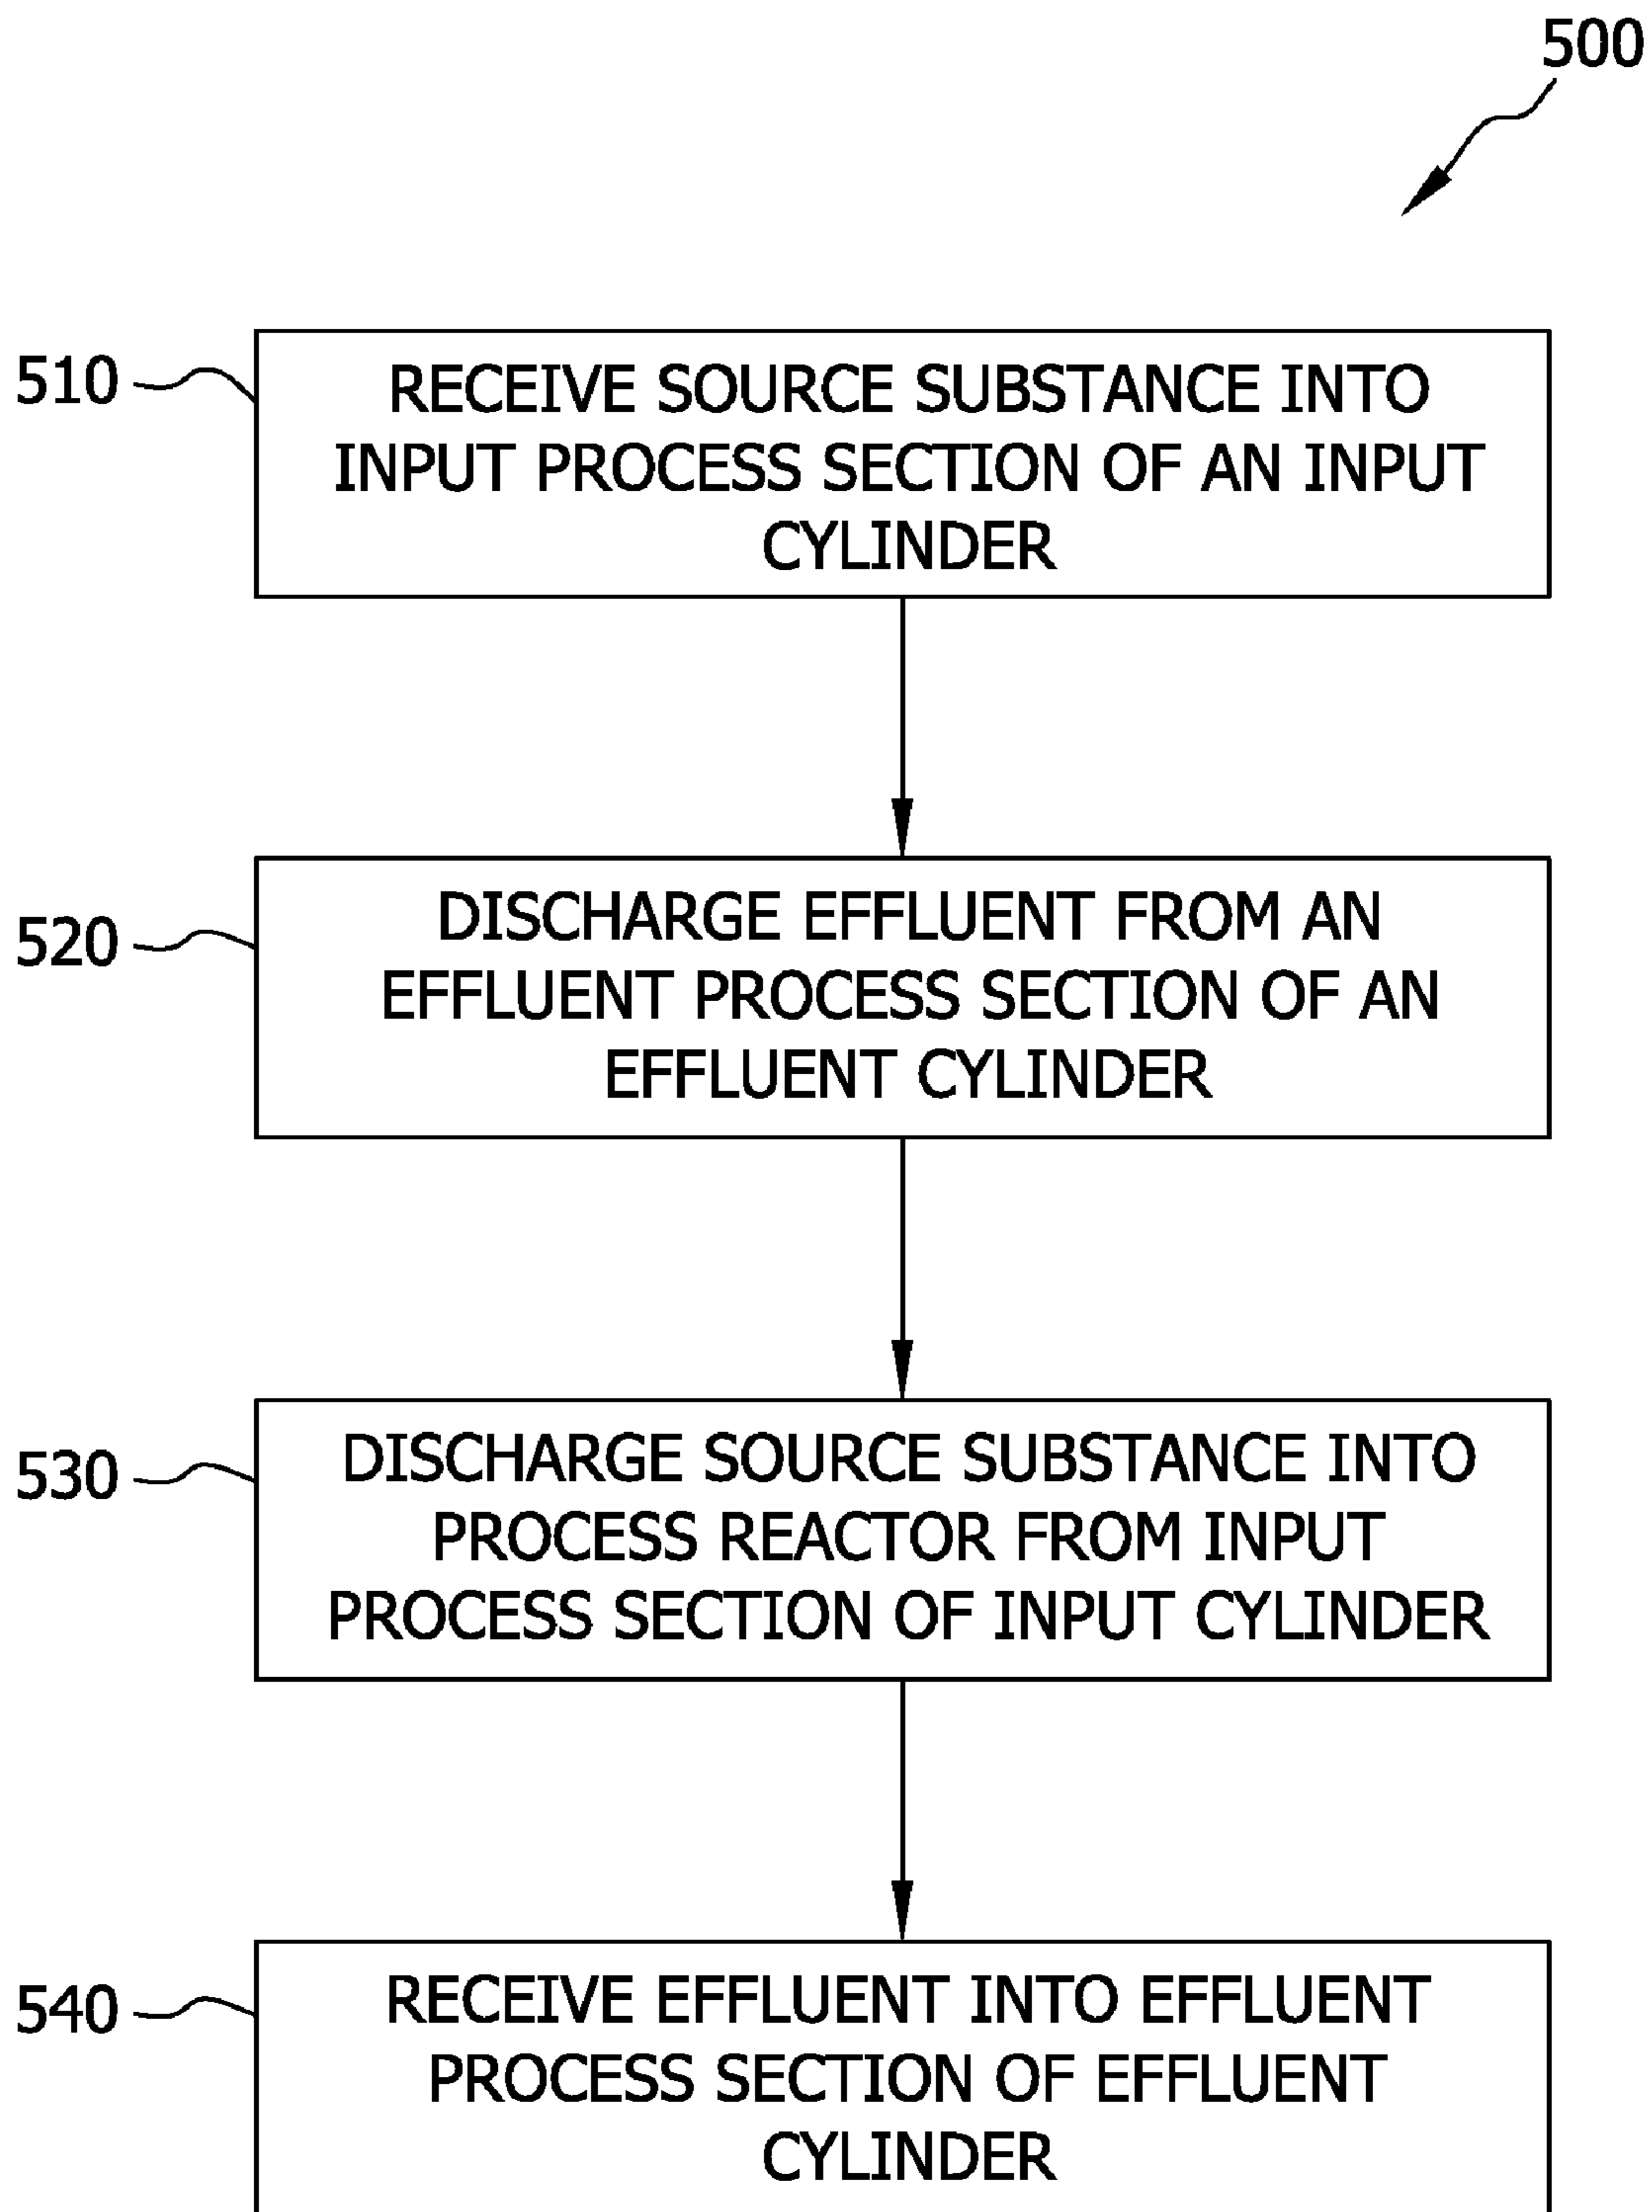 500
510
RECEIVE SOURCE SUBSTANCE INTO
INPUT PROCESS SECTION OF AN INPUT
CYLINDER
520
DISCHARGE EFFLUENT FROM AN
EFFLUENT PROCESS SECTION OF AN
EFFLUENT CYLINDER
530
DISCHARGE SOURCE SUBSTANCE INTO
PROCESS REACTOR FROM INPUT
PROCESS SECTION OF INPUT CYLINDER
540
RECEIVE EFFLUENT INTO EFFLUENT
PROCESS SECTION OF EFFLUENT
CYLINDER